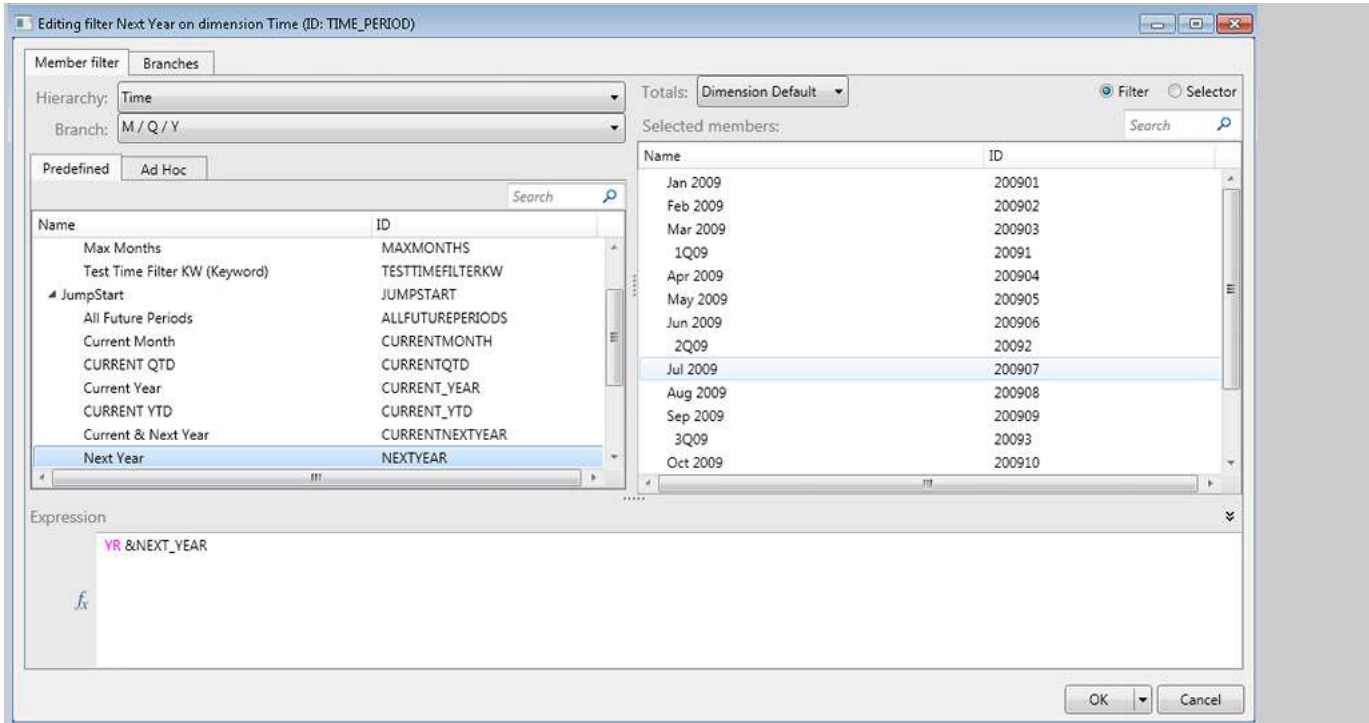 Editing filter Next Year on dimension Time (ID: TIME_PERIOD)
Member filter Branches
Hierarchy: Time
Branch: M / Q / Y
Predefined Ad Hoc
Search
Name ID
Max Months MAXMONTHS
Test Time Filter KW (Keyword) TESTTIMEFILTERKW
JumpStart JUMPSTART
All Future Periods ALLFUTUREPERIODS
Current Month CURRENTMONTH
CURRENT QTD CURRENTQTD
Current Year CURRENT_YEAR
CURRENT YTD CURRENT_YTD
Current & Next Year CURRENTNEXTYEAR
Next Year NEXTYEAR
Totals: Dimension Default Filter Selector
Selected members: Search
Name ID
Jan 2009 200901
Feb 2009 200902
Mar 2009 200903
1Q09 20091
Apr 2009 200904
May 2009 200905
Jun 2009 200906
2Q09 20092
Jul 2009 200907
Aug 2009 200908
Sep 2009 200909
3Q09 20093
Oct 2009 200910
Expression
YR &NEXT_YEAR
fx
OK Cancel